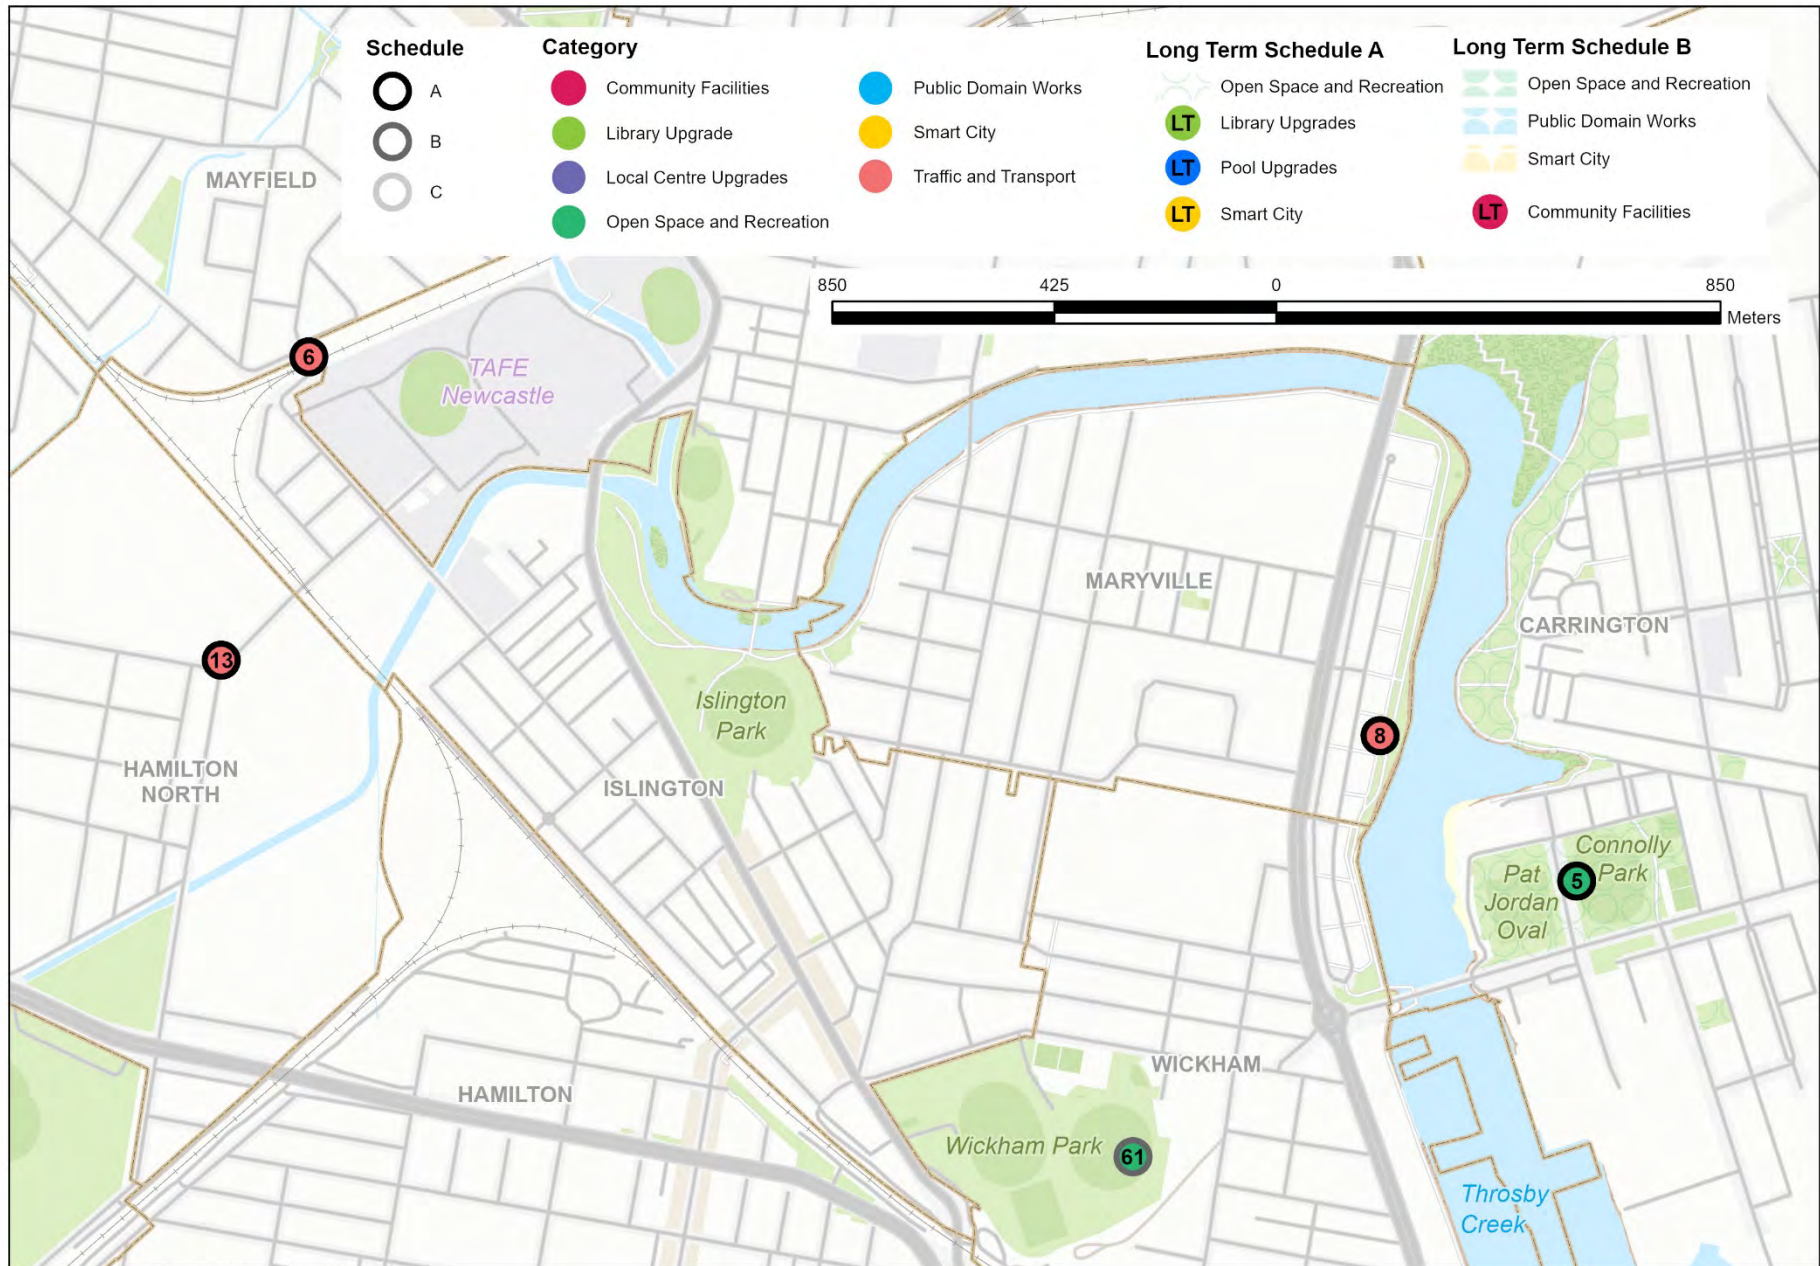 Schedule
A
B
C
Category
Community Facilities
Library Upgrade
Local Centre Upgrades
Open Space and Recreation
Public Domain Works
Smart City
Traffic and Transport
Long Term Schedule A
Open Space and Recreation
LT Library Upgrades
LT Pool Upgrades
LT Smart City
Long Term Schedule B
Open Space and Recreation
Public Domain Works
Smart City
LT Community Facilities
850 425 0 850
Meters
MAYFIELD
6
TAFE
Newcastle
13
HAMILTON
NORTH
Islington
Park
ISLINGTON
MARYVILLE
CARRINGTON
8
Connolly
Park
5
Pat
Jordan
Oval
HAMILTON
WICKHAM
Wickham Park
61
Throsby
Creek